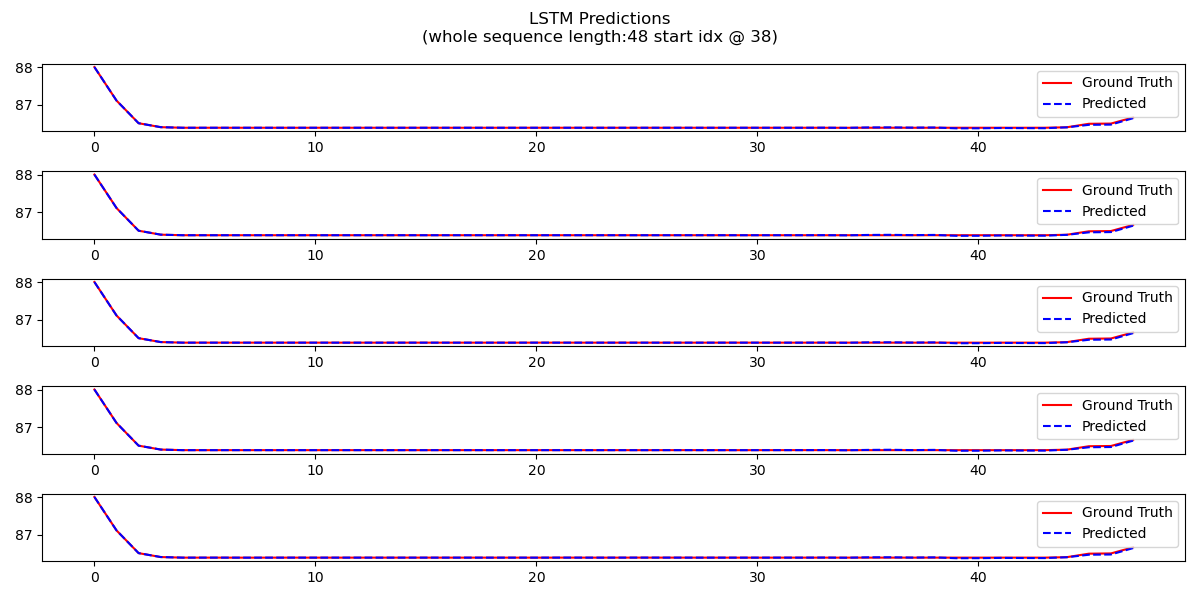 LSTM Predictions
(whole sequence length:48 start idx @ 38)
88
87
Ground Truth
Predicted
0 10 20 30 40
88
87
Ground Truth
Predicted
0 10 20 30 40
88
87
Ground Truth
Predicted
0 10 20 30 40
88
87
Ground Truth
Predicted
0 10 20 30 40
88
87
Ground Truth
Predicted
0 10 20 30 40